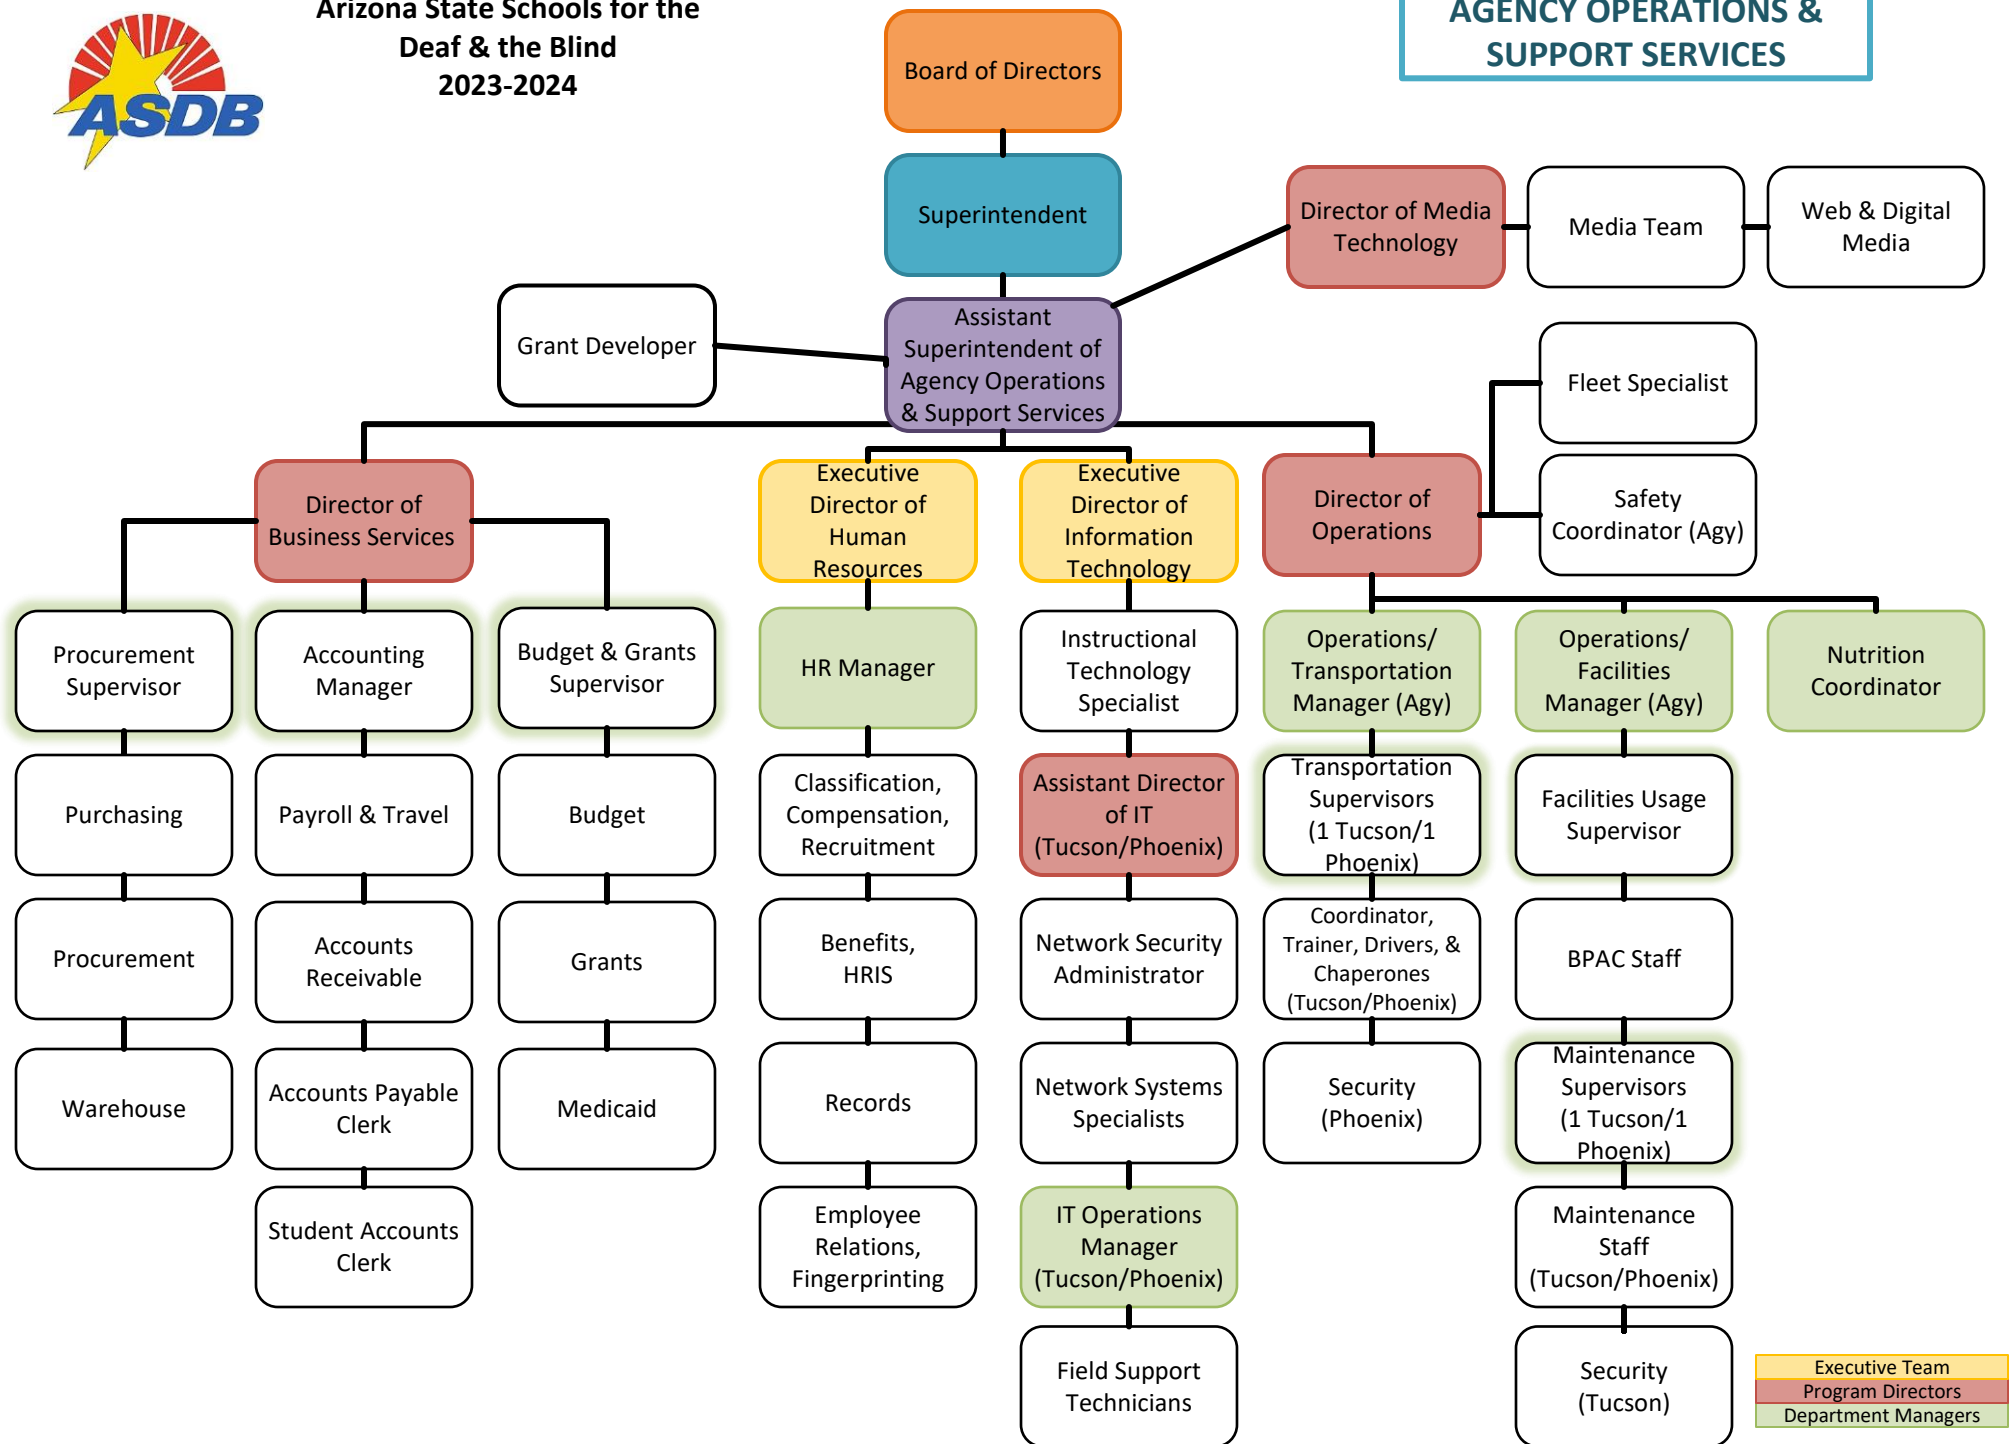 Arizona State Schools for the
Deaf & the Blind
2023-2024
ASDB
AGENCY OPERATIONS &
SUPPORT SERVICES
Board of Directors
Superintendent
Director of Media
Technology
Media Team
Web & Digital
Media
Grant Developer
Assistant
Superintendent of
Agency Operations
& Support Services
Fleet Specialist
Safety
Coordinator (Agy)
Director of
Business Services
Executive
Director of
Human
Resources
Executive
Director of
Information
Technology
Director of
Operations
Procurement
Supervisor
Accounting
Manager
Budget & Grants
Supervisor
HR Manager
Instructional
Technology
Specialist
Operations/
Transportation
Manager (Agy)
Operations/
Facilities
Manager (Agy)
Nutrition
Coordinator
Purchasing
Payroll & Travel
Budget
Classification,
Compensation,
Recruitment
Assistant Director
of IT
(Tucson/Phoenix)
Transportation
Supervisors
(1 Tucson/1
Phoenix)
Facilities Usage
Supervisor
Procurement
Accounts
Receivable
Grants
Benefits,
HRIS
Network Security
Administrator
Coordinator,
Trainer, Drivers, &
Chaperones
(Tucson/Phoenix)
BPAC Staff
Warehouse
Accounts Payable
Clerk
Medicaid
Records
Network Systems
Specialists
Security
(Phoenix)
Maintenance
Supervisors
(1 Tucson/1
Phoenix)
Student Accounts
Clerk
Employee
Relations,
Fingerprinting
IT Operations
Manager
(Tucson/Phoenix)
Maintenance
Staff
(Tucson/Phoenix)
Field Support
Technicians
Security
(Tucson)
Executive Team
Program Directors
Department Managers